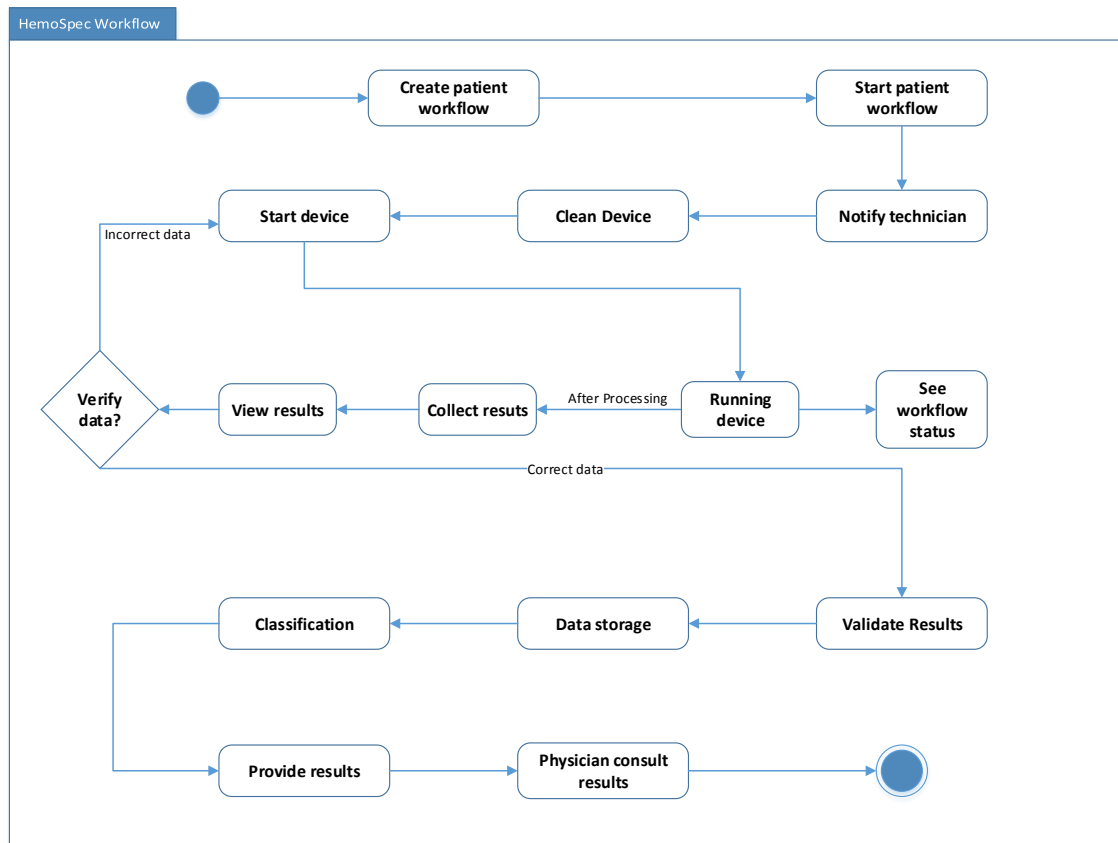 HemoSpec Workflow
Create patient
workflow
Start patient
workflow
Start device
Clean Device
Notify technician
Incorrect data
Verify
data?
View results
Collect resuts
After Processing
Running
device
See
workflow
status
Correct data
Classification
Data storage
Validate Results
Provide results
Physician consult
results